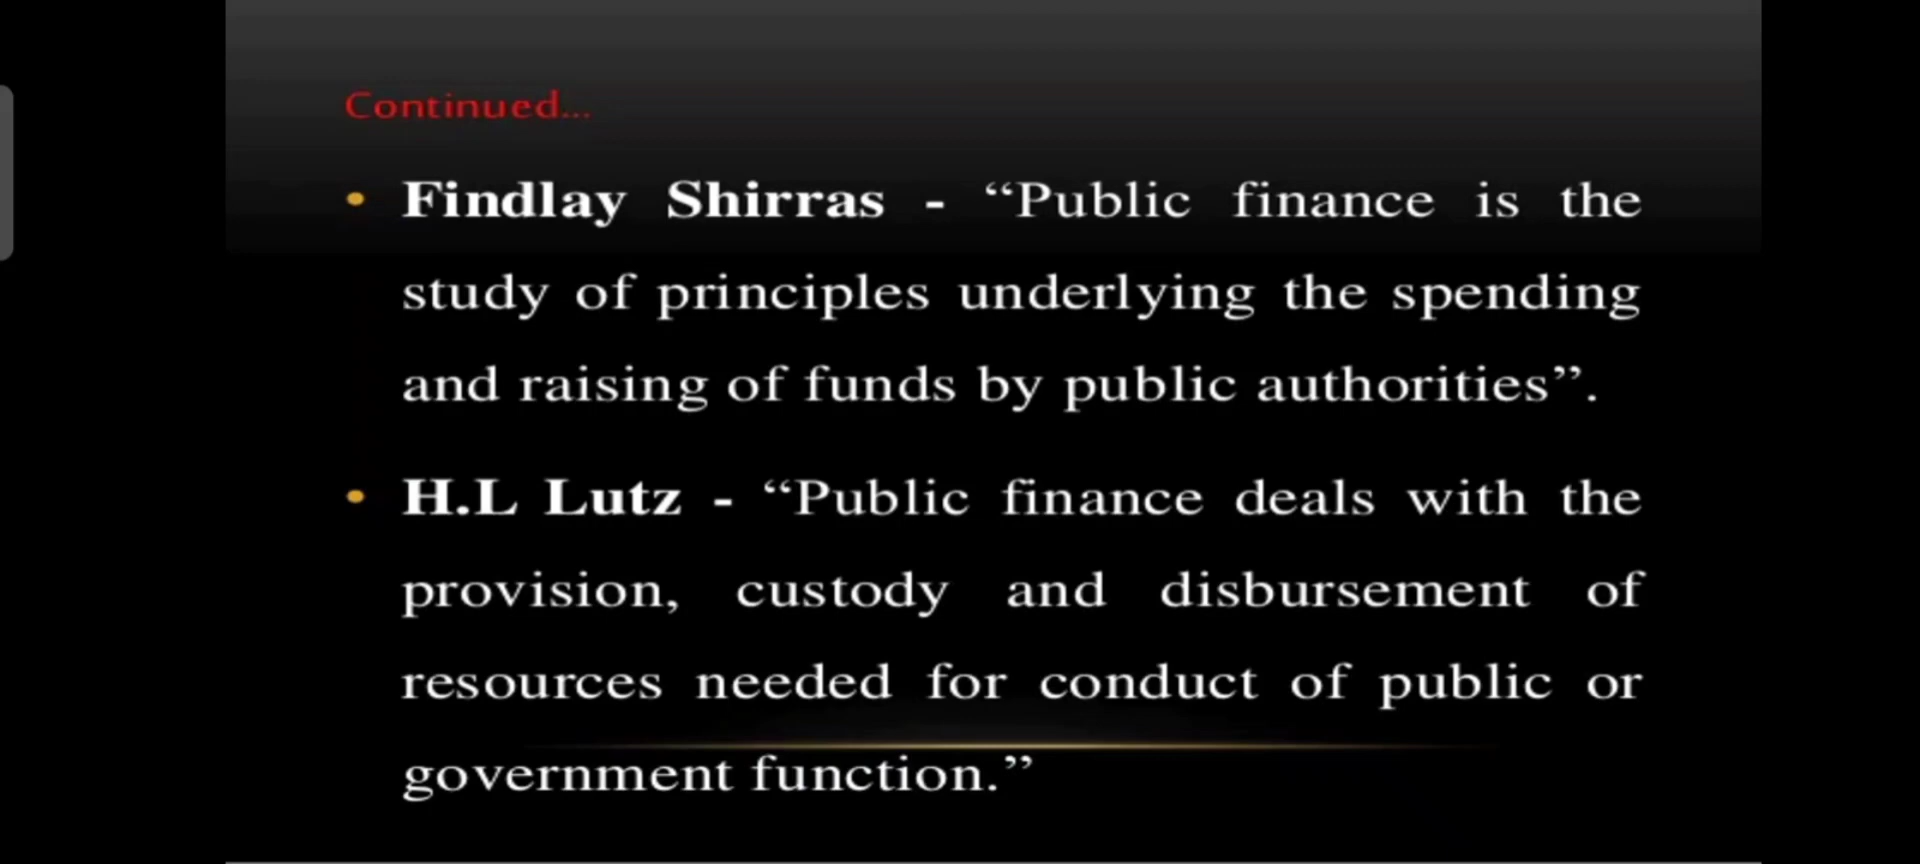 Continued...
• Findlay Shirras - “Public finance is the
study of principles underlying the spending
and raising of funds by public authorities”.
• H.L Lutz - “Public finance deals with the
provision, custody and disbursement of
resources needed for conduct of public or
government function.”